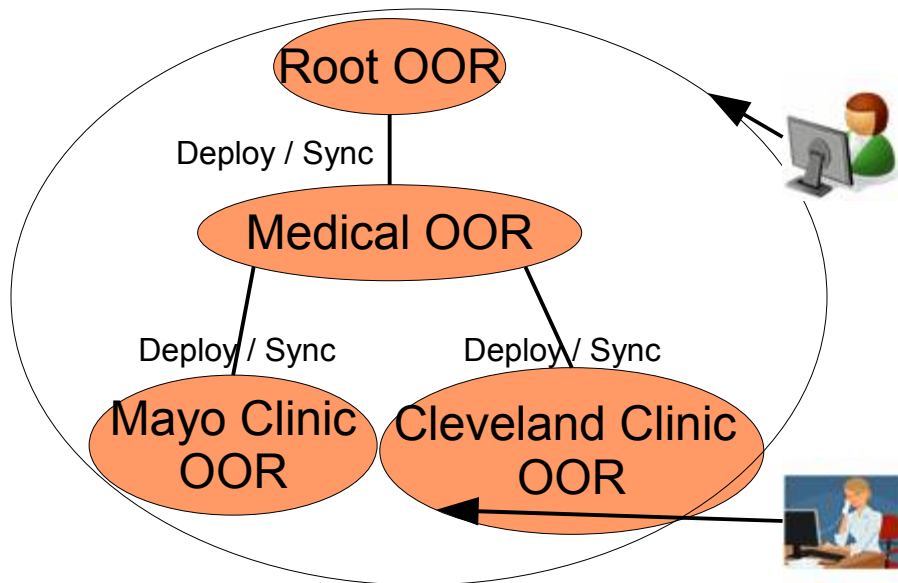 Root OOR
Deploy / Sync
Medical OOR
Deploy / Sync
Deploy / Sync
Mayo Clinic
OOR
Cleveland Clinic
OOR